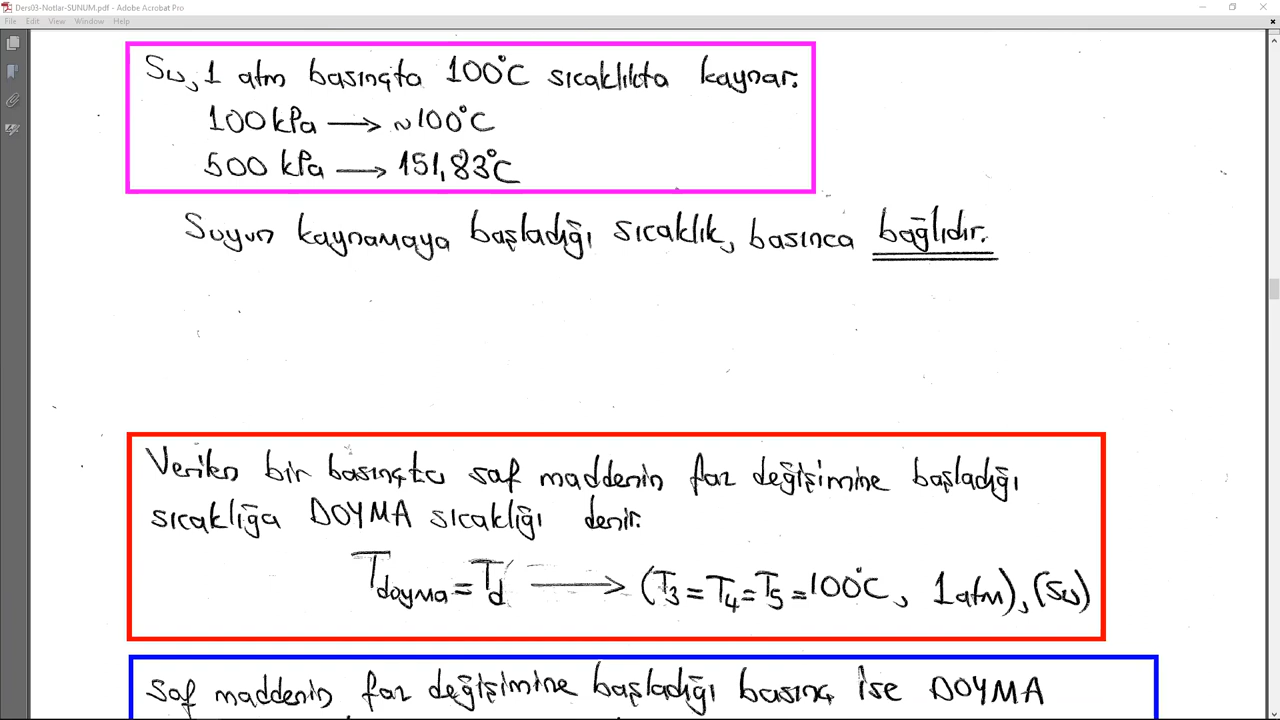 Ders03-Notlar-SUNUM.pdf - Adobe Acrobat Pro
File Edit View Window Help
Su, 1 atm basınçta 100°C sıcaklıkta kaynar.
100 kPa → ~100°C
500 kPa → 151,83°C
Suyun kaynamaya başladığı sıcaklık, basınca bağlıdır.
Verilen bir basınçta saf maddenin faz değişimine başladığı
sıcaklığa DOYMA sıcaklığı denir.
Tdoyma = Td → (T3 = T4 = T5 = 100°C, 1 atm), (Su)
Saf maddenin faz değişimine başladığı basınç ise DOYMA